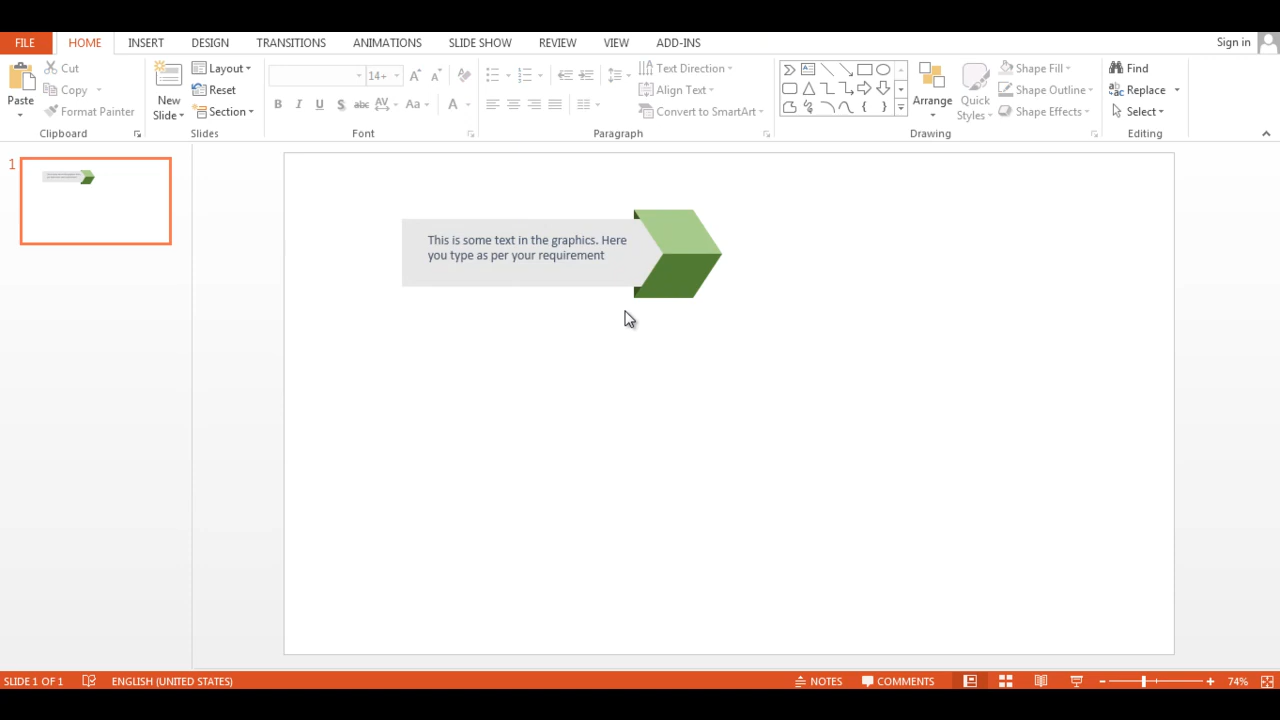 FILE HOME INSERT DESIGN TRANSITIONS ANIMATIONS SLIDE SHOW REVIEW VIEW ADD-INS Sign in
Paste
Cut
Copy
Format Painter
Clipboard
New Slide
Layout
Reset
Section
Slides
14+
B I U S abc AV Aa A
Font
Text Direction
Align Text
Convert to SmartArt
Paragraph
Arrange
Quick Styles
Shape Fill
Shape Outline
Shape Effects
Drawing
Find
Replace
Select
Editing
1
This is some text in the graphics. Here
you type as per your requirement
SLIDE 1 OF 1 ENGLISH (UNITED STATES) NOTES COMMENTS 74%